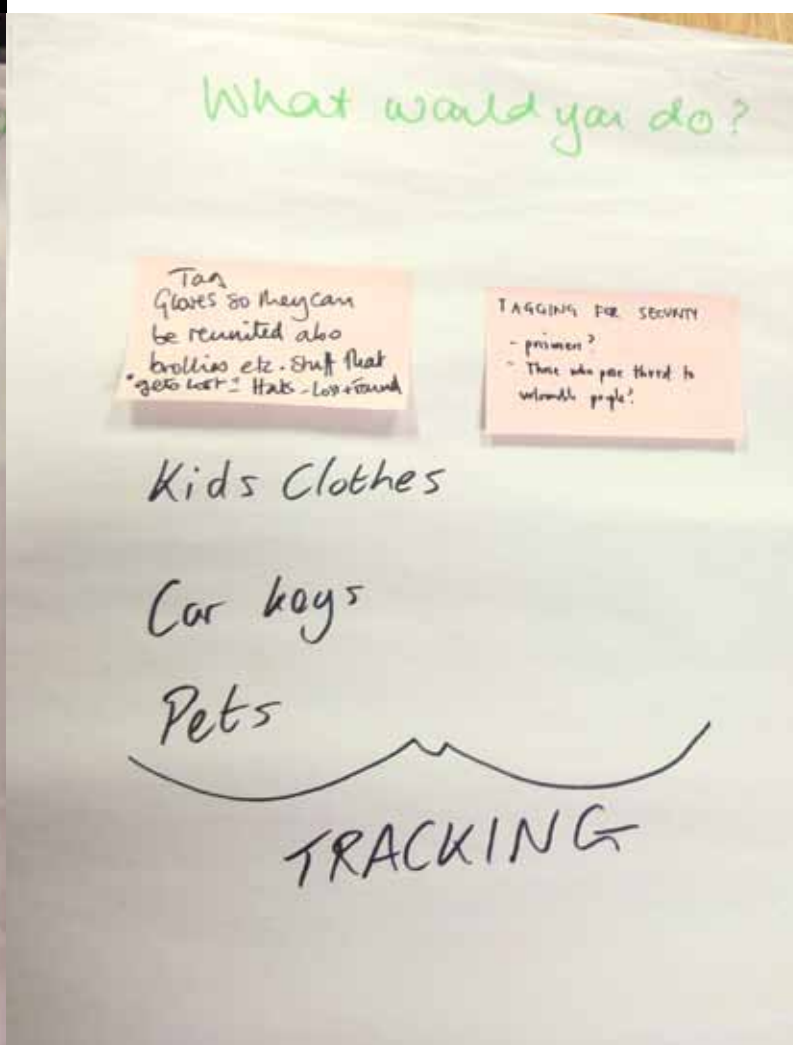 What would you do?
Tag
Gloves so they can
be reunited also
brollies etc. Stuff that
"gets lost" Hats - Lost + Found
TAGGING FOR SECURITY
- prisoners?
- Those who pose threat to
vulnerable people?
Kids Clothes
Car keys
Pets
TRACKING